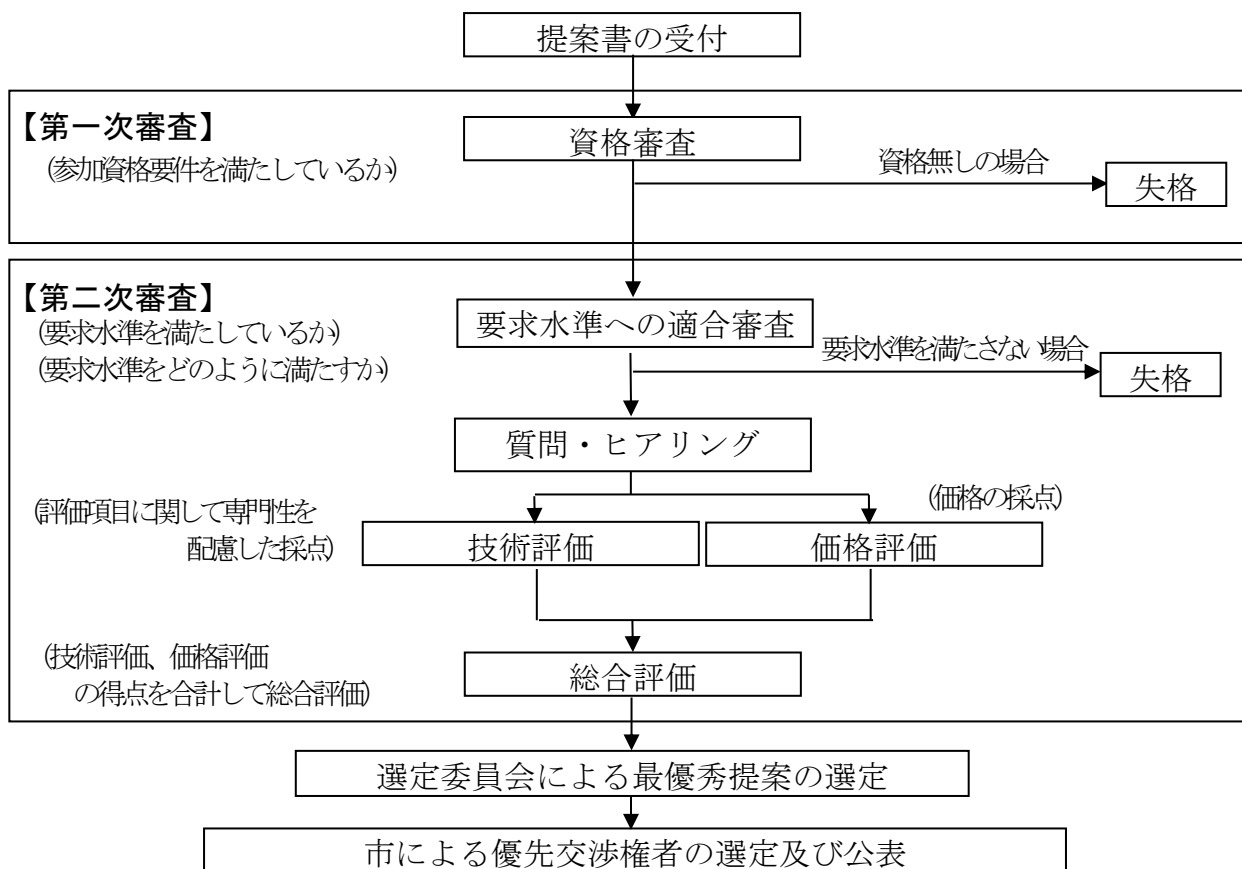 提案書の受付
【第一次審査】
(参加資格要件を満たしているか)
資格審査
資格無しの場合
失格
【第二次審査】
(要求水準を満たしているか)
(要求水準をどのように満たすか)
要求水準への適合審査
要求水準を満たさない場合
失格
質問・ヒアリング
(評価項目に関して専門性を
配慮した採点)
(価格の採点)
技術評価
価格評価
(技術評価、価格評価
の得点を合計して総合評価)
総合評価
選定委員会による最優秀提案の選定
市による優先交渉権者の選定及び公表